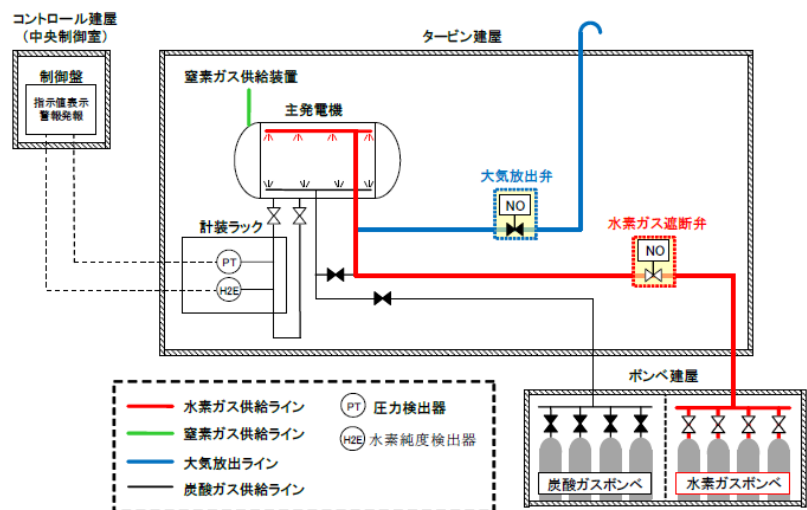 コントロール建屋
（中央制御室）
制御盤
指示値表示
警報発報
タービン建屋
窒素ガス供給装置
主発電機
大気放出弁
NO
水素ガス遮断弁
NO
計装ラック
PT
H2E
ボンベ建屋
炭酸ガスボンベ
水素ガスボンベ
水素ガス供給ライン
窒素ガス供給ライン
大気放出ライン
炭酸ガス供給ライン
PT 圧力検出器
H2E 水素純度検出器